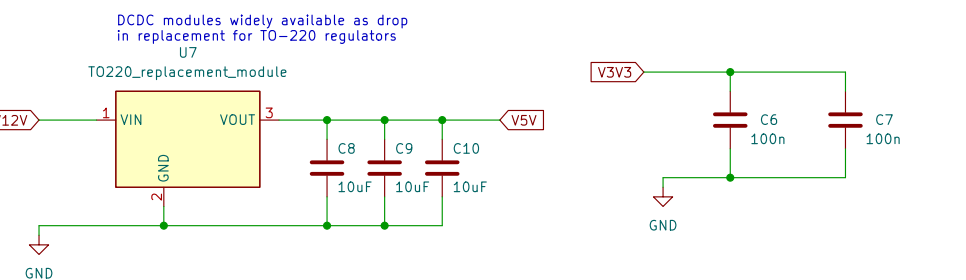 DCDC modules widely available as drop
in replacement for TO-220 regulators
U7
TO220_replacement_module
12V
1
VIN
VOUT
3
V5V
GND
2
C8
10uF
C9
10uF
C10
10uF
GND
V3V3
C6
100n
C7
100n
GND